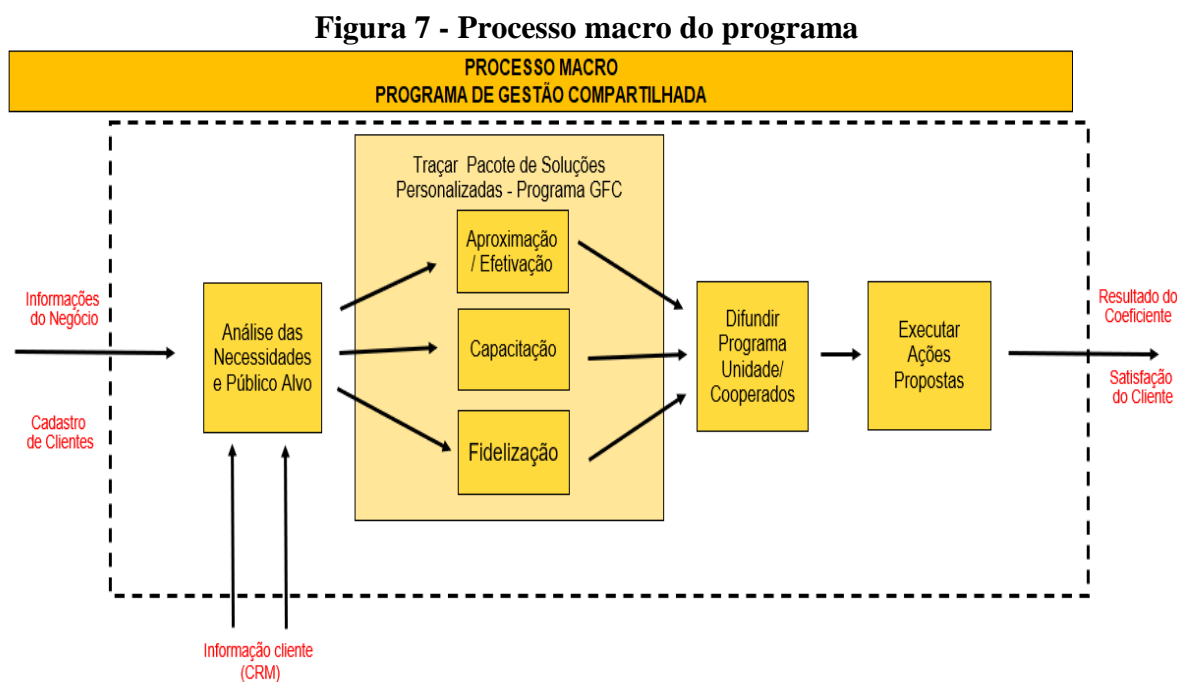 Figura 7 - Processo macro do programa
PROCESSO MACRO
PROGRAMA DE GESTÃO COMPARTILHADA
Informações
do Negócio
Cadastro
de Clientes
Análise das
Necessidades
e Público Alvo
Informação cliente
(CRM)
Traçar Pacote de Soluções
Personalizadas - Programa GFC
Aproximação
/ Efetivação
Capacitação
Fidelização
Difundir
Programa
Unidade/
Cooperados
Executar
Ações
Propostas
Resultado do
Coeficiente
Satisfação
do Cliente